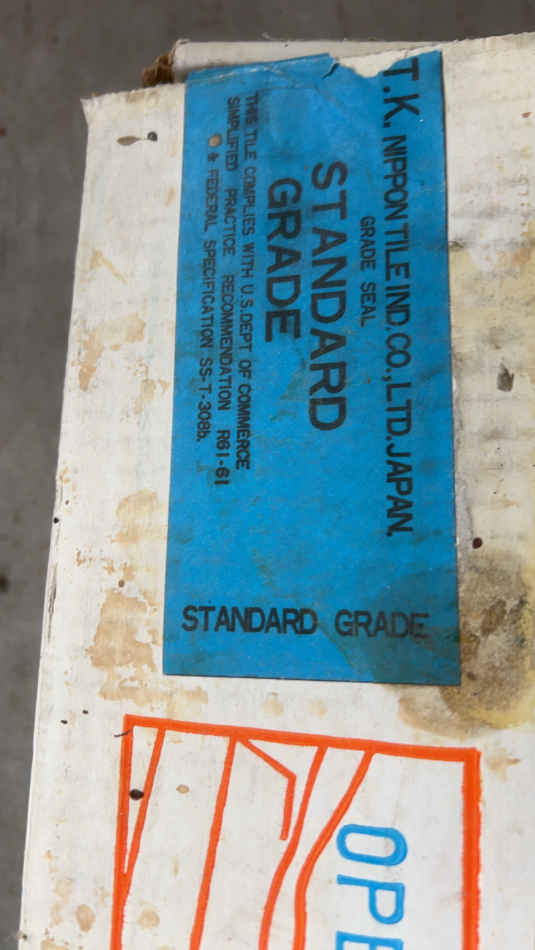 T.K. NIPPON TILE IND. CO., LTD. JAPAN.
GRADE SEAL
STANDARD
GRADE
THIS TILE COMPLIES WITH U.S. DEPT OF COMMERCE
SIMPLIFIED PRACTICE RECOMMENDATION R61-61
& FEDERAL SPECIFICATION SS-T-308b.
STANDARD GRADE
OPE